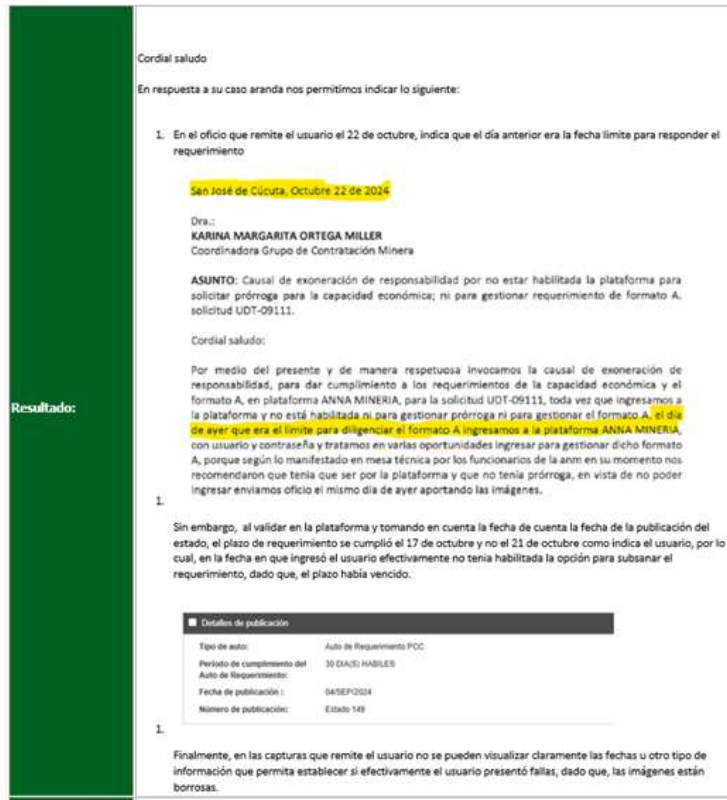 Cordial saludo
En respuesta a su caso aranda nos permitimos indicar lo siguiente:
1. En el oficio que remite el usuario el 22 de octubre, indica que el día anterior era la fecha limite para responder el
requerimiento
San José de Cúcuta, Octubre 22 de 2024
Dra.:
KARINA MARGARITA ORTEGA MILLER
Coordinadora Grupo de Contratación Minera
ASUNTO: Causal de exoneración de responsabilidad por no estar habilitada la plataforma para
solicitar prórroga para la capacidad económica; ni para gestionar requerimiento de formato A.
solicitud UDT-09111.
Cordial saludo:
Por medio del presente y de manera respetuosa invocamos la causal de exoneración de
responsabilidad, para dar cumplimiento a los requerimientos de la capacidad económica y el
formato A, en plataforma ANNA MINERIA, para la solicitud UDT-09111, toda vez que ingresamos a
la plataforma y no está habilitada ni para gestionar prórroga ni para gestionar el formato A, el día
de ayer que era el limite para diligenciar el formato A ingresamos a la plataforma ANNA MINERIA,
con usuario y contraseña y tratamos en varias oportunidades ingresar para gestionar dicho formato
A, porque según lo manifestado en mesa técnica por los funcionarios de la anm en su momento nos
recomendaron que tenia que ser por la plataforma y que no tenia prórroga, en vista de no poder
ingresar enviamos oficio el mismo día de ayer aportando las imágenes.
Resultado:
1.
Sin embargo, al validar en la plataforma y tomando en cuenta la fecha de cuenta la fecha de la publicación del
estado, el plazo de requerimiento se cumplió el 17 de octubre y no el 21 de octubre como indica el usuario, por lo
cual, en la fecha en que ingresó el usuario efectivamente no tenia habilitada la opción para subsanar el
requerimiento, dado que, el plazo había vencido.
Detalles de publicación
Tipo de auto: Auto de Requerimiento PCC
Período de cumplimiento del 30 DIA(S) HABILES
Auto de Requerimiento:
Fecha de publicación : 04/SEP/2024
Número de publicación: Estado 149
1.
Finalmente, en las capturas que remite el usuario no se pueden visualizar claramente las fechas u otro tipo de
información que permita establecer si efectivamente el usuario presentó fallas, dado que, las imágenes están
borrosas.